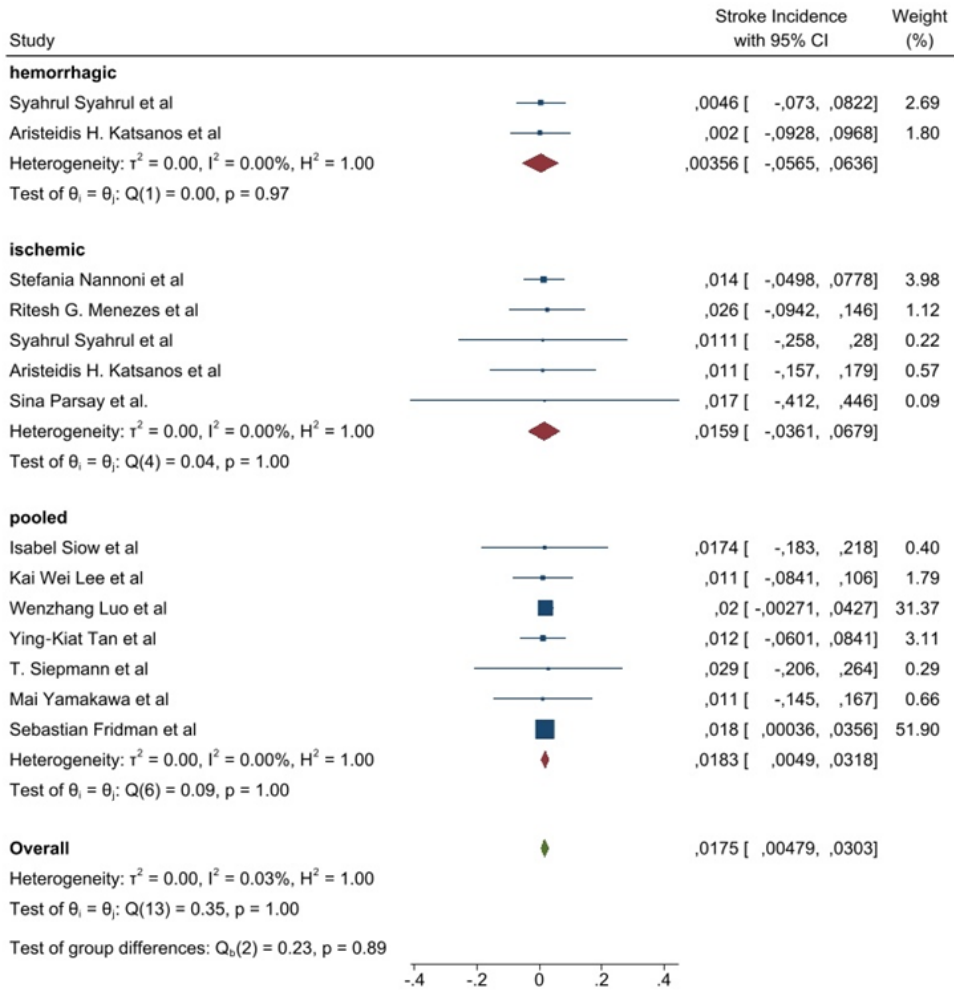 Study Stroke Incidence with 95% CI Weight (%)
hemorrhagic
Syahrul Syahrul et al ,0046 [ -,073, ,0822] 2.69
Aristeidis H. Katsanos et al ,002 [ -,0928, ,0968] 1.80
Heterogeneity: τ² = 0.00, I² = 0.00%, H² = 1.00 ,00356 [ -,0565, ,0636]
Test of θᵢ = θⱼ: Q(1) = 0.00, p = 0.97
ischemic
Stefania Nannoni et al ,014 [ -,0498, ,0778] 3.98
Ritesh G. Menezes et al ,026 [ -,0942, ,146] 1.12
Syahrul Syahrul et al ,0111 [ -,258, ,28] 0.22
Aristeidis H. Katsanos et al ,011 [ -,157, ,179] 0.57
Sina Parsay et al. ,017 [ -,412, ,446] 0.09
Heterogeneity: τ² = 0.00, I² = 0.00%, H² = 1.00 ,0159 [ -,0361, ,0679]
Test of θᵢ = θⱼ: Q(4) = 0.04, p = 1.00
pooled
Isabel Siow et al ,0174 [ -,183, ,218] 0.40
Kai Wei Lee et al ,011 [ -,0841, ,106] 1.79
Wenzhang Luo et al ,02 [ -,00271, ,0427] 31.37
Ying-Kiat Tan et al ,012 [ -,0601, ,0841] 3.11
T. Siepmann et al ,029 [ -,206, ,264] 0.29
Mai Yamakawa et al ,011 [ -,145, ,167] 0.66
Sebastian Fridman et al ,018 [ ,00036, ,0356] 51.90
Heterogeneity: τ² = 0.00, I² = 0.00%, H² = 1.00 ,0183 [ ,0049, ,0318]
Test of θᵢ = θⱼ: Q(6) = 0.09, p = 1.00
Overall ,0175 [ ,00479, ,0303]
Heterogeneity: τ² = 0.00, I² = 0.03%, H² = 1.00
Test of θᵢ = θⱼ: Q(13) = 0.35, p = 1.00
Test of group differences: Q_b(2) = 0.23, p = 0.89
-.4 -.2 0 .2 .4